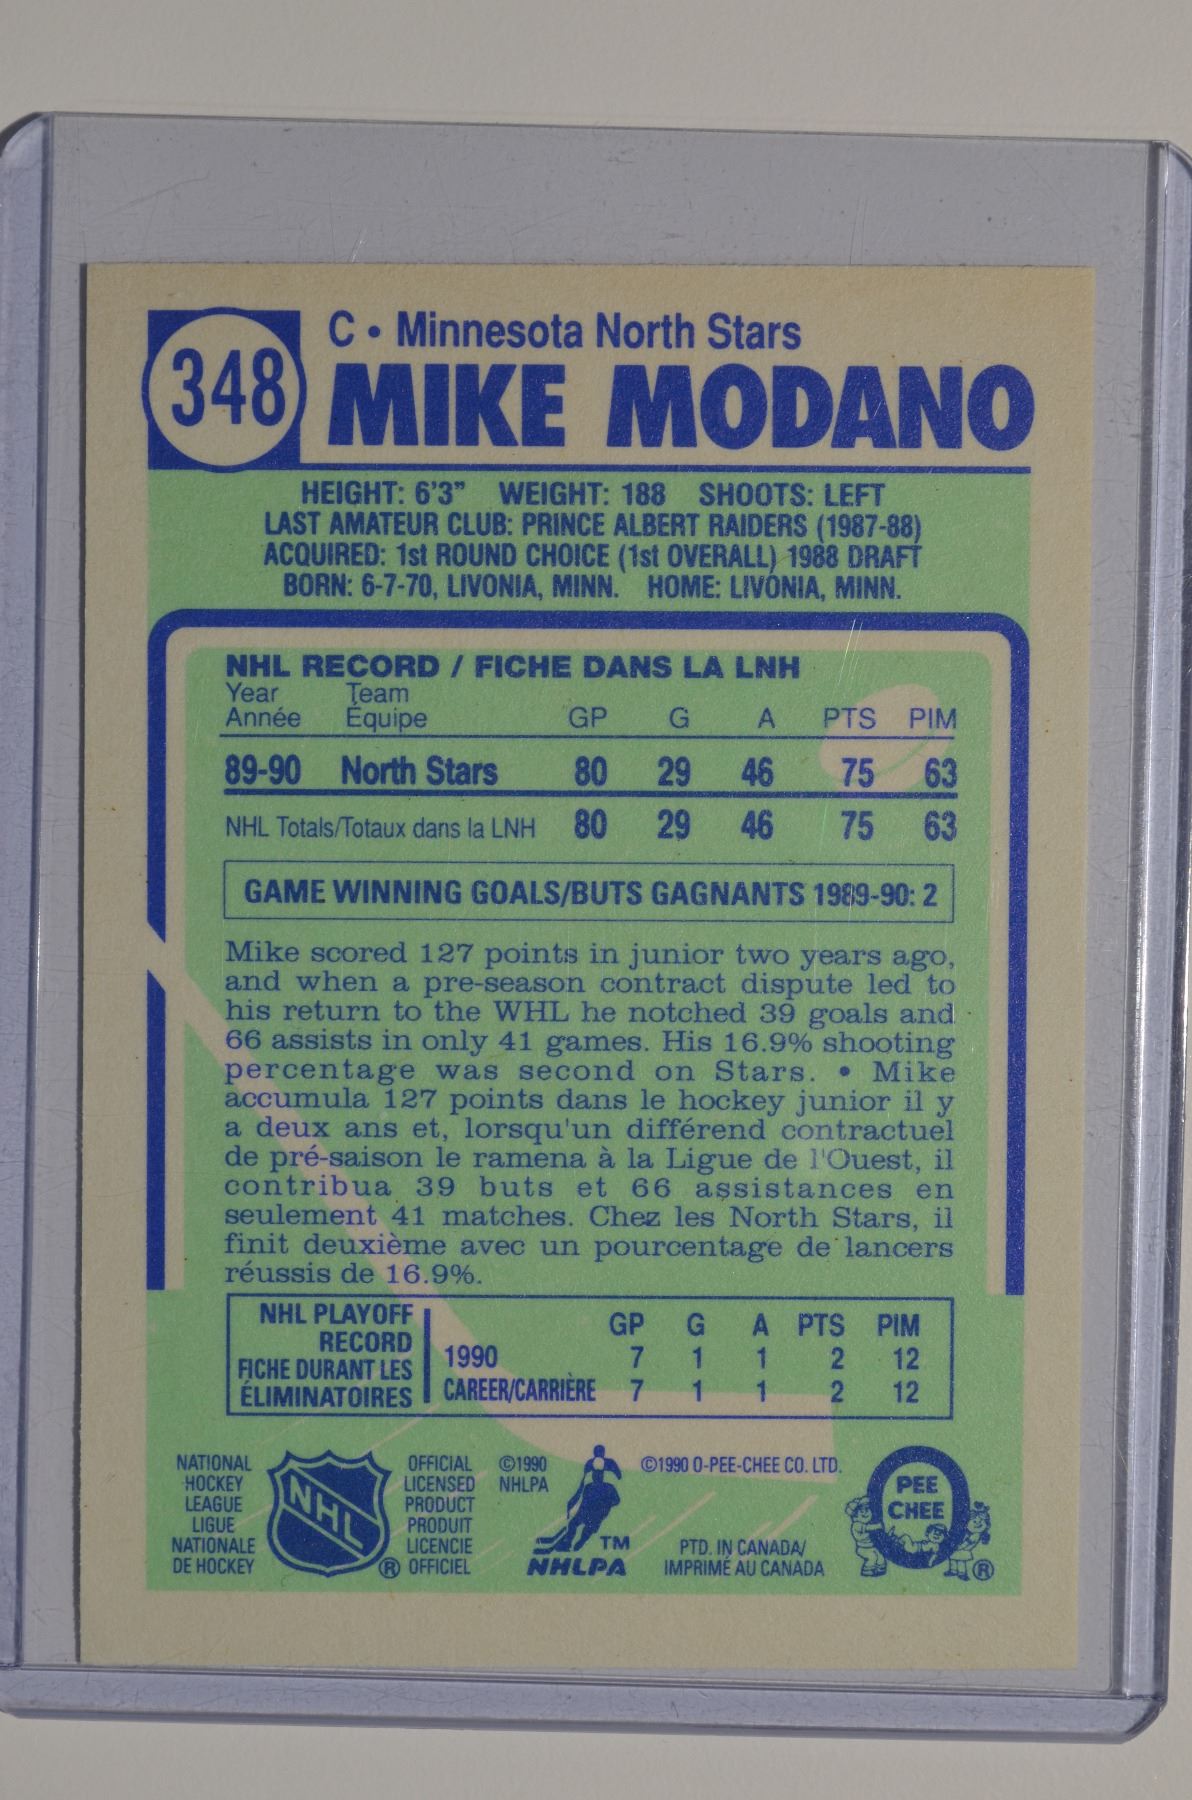 348
C • Minnesota North Stars
MIKE MODANO
HEIGHT: 6'3" WEIGHT: 188 SHOOTS: LEFT
LAST AMATEUR CLUB: PRINCE ALBERT RAIDERS (1987-88)
ACQUIRED: 1st ROUND CHOICE (1st OVERALL) 1988 DRAFT
BORN: 6-7-70, LIVONIA, MINN. HOME: LIVONIA, MINN.
NHL RECORD / FICHE DANS LA LNH
Year Team
Année Équipe GP G A PTS PIM
89-90 North Stars 80 29 46 75 63
NHL Totals/Totaux dans la LNH 80 29 46 75 63
GAME WINNING GOALS/BUTS GAGNANTS 1989-90: 2
Mike scored 127 points in junior two years ago,
and when a pre-season contract dispute led to
his return to the WHL he notched 39 goals and
66 assists in only 41 games. His 16.9% shooting
percentage was second on Stars. • Mike
accumula 127 points dans le hockey junior il y
a deux ans et, lorsqu'un différend contractuel
de pré-saison le ramena à la Ligue de l'Ouest, il
contribua 39 buts et 66 assistances en
seulement 41 matches. Chez les North Stars, il
finit deuxième avec un pourcentage de lancers
réussis de 16.9%.
NHL PLAYOFF
RECORD
FICHE DURANT LES
ÉLIMINATOIRES
GP G A PTS PIM
1990 7 1 1 2 12
CAREER/CARRIÈRE 7 1 1 2 12
NATIONAL
HOCKEY
LEAGUE
LIGUE
NATIONALE
DE HOCKEY
NHL
®
OFFICIAL
LICENSED
PRODUCT
PRODUIT
LICENCIE
OFFICIEL
©1990
NHLPA
TM
NHLPA
©1990 O-PEE-CHEE CO. LTD.
PTD. IN CANADA/
IMPRIMÉ AU CANADA
O
PEE
CHEE
®